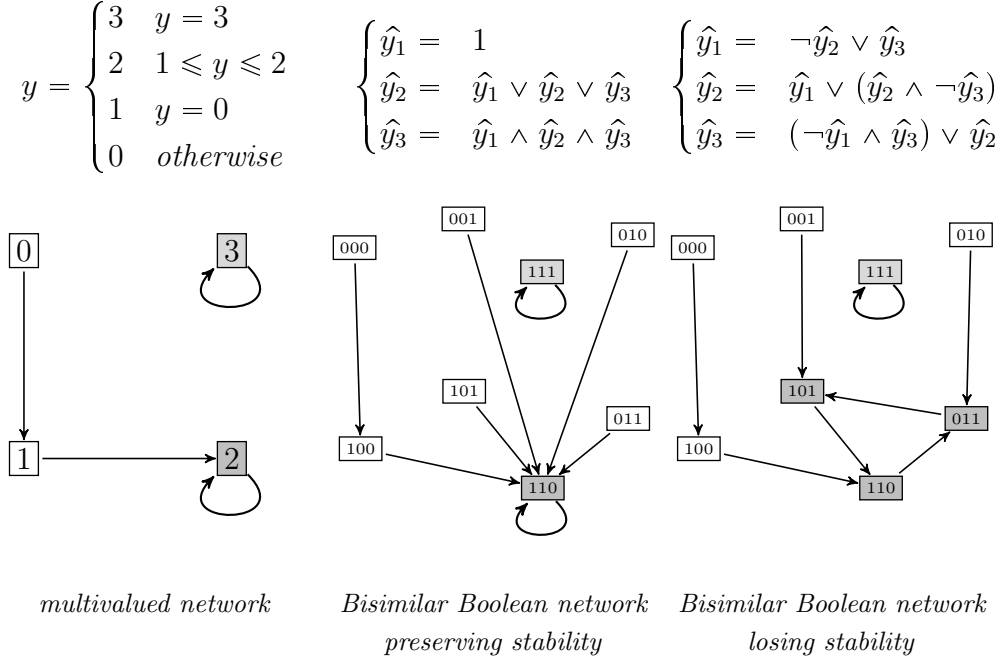 y = { 3 y = 3
2 1 ⩽ y ⩽ 2
1 y = 0
0 otherwise
{ ŷ₁ = 1
ŷ₂ = ŷ₁ ∨ ŷ₂ ∨ ŷ₃
ŷ₃ = ŷ₁ ∧ ŷ₂ ∧ ŷ₃
{ ŷ₁ = ¬ŷ₂ ∨ ŷ₃
ŷ₂ = ŷ₁ ∨ (ŷ₂ ∧ ¬ŷ₃)
ŷ₃ = (¬ŷ₁ ∧ ŷ₃) ∨ ŷ₂
0
3
1
2
multivalued network
000
001
010
111
101
011
100
110
Bisimilar Boolean network
preserving stability
000
001
010
111
101
011
100
110
Bisimilar Boolean network
losing stability